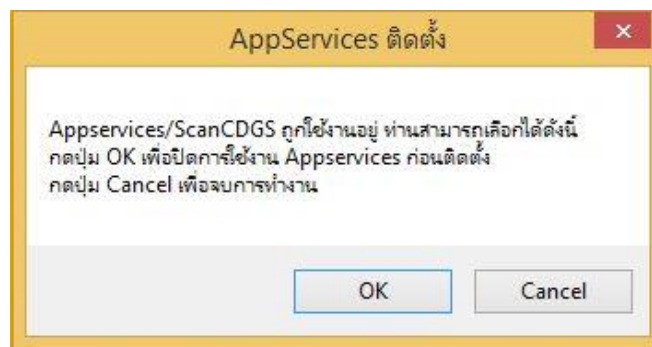 AppServices ติดตั้ง
Appservices/ScanCDGS ถูกใช้งานอยู่ ท่านสามารถเลือกได้ดังนี้
กดปุ่ม OK เพื่อปิดการใช้งาน Appservices ก่อนติดตั้ง
กดปุ่ม Cancel เพื่อจบการทำงาน
OK
Cancel